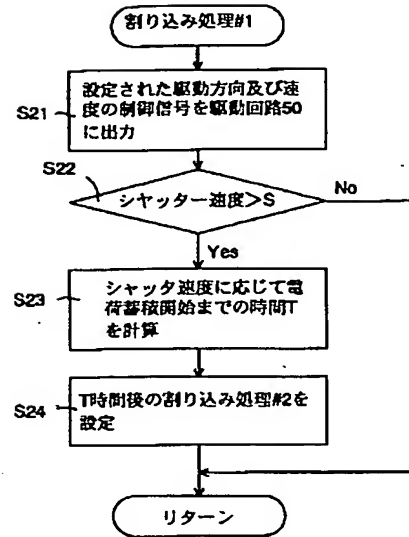 割り込み処理#1
S21
設定された駆動方向及び速
度の制御信号を駆動回路50
に出力
S22
シャッター速度>S
No
Yes
S23
シャッタ速度に応じて電
荷蓄積開始までの時間T
を計算
S24
T時間後の割り込み処理#2を
設定
リターン